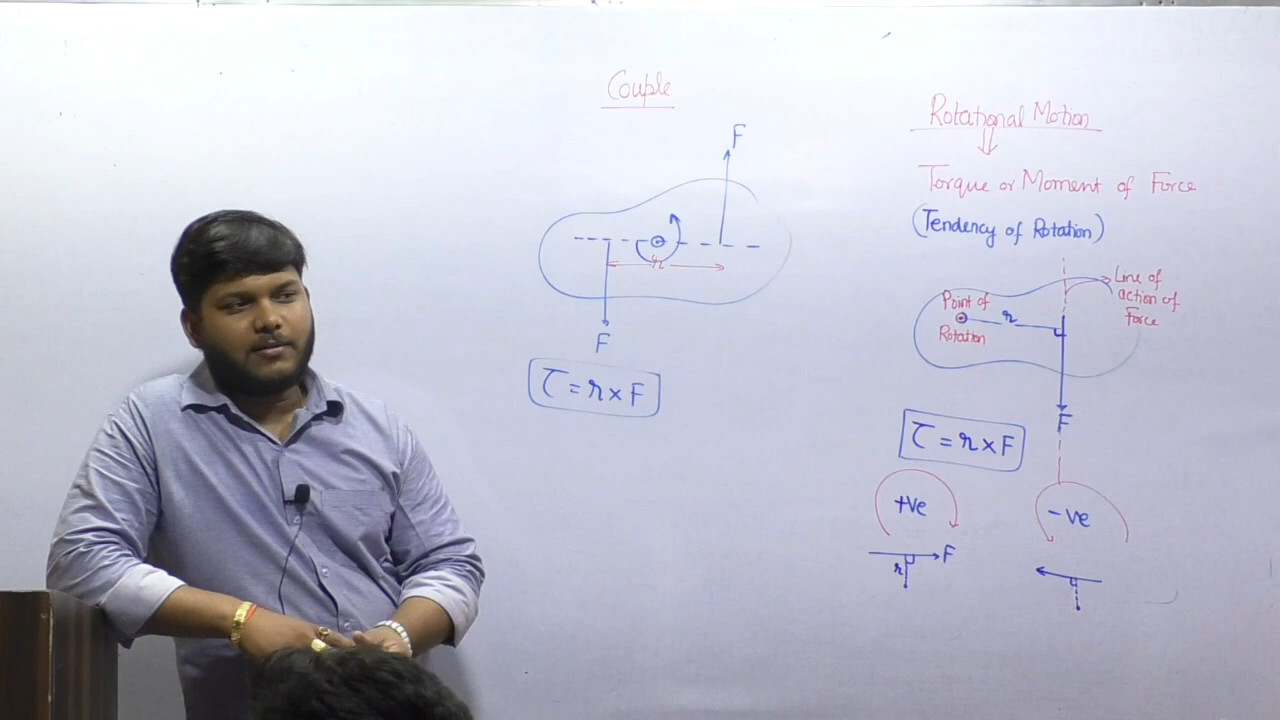 Couple
F
r
F
τ = r × F
Rotational Motion
⇓
Torque or Moment of Force
(Tendency of Rotation)
Line of
action of
Force
Point of
Rotation
r
F
τ = r × F
+ve
- ve
F
r